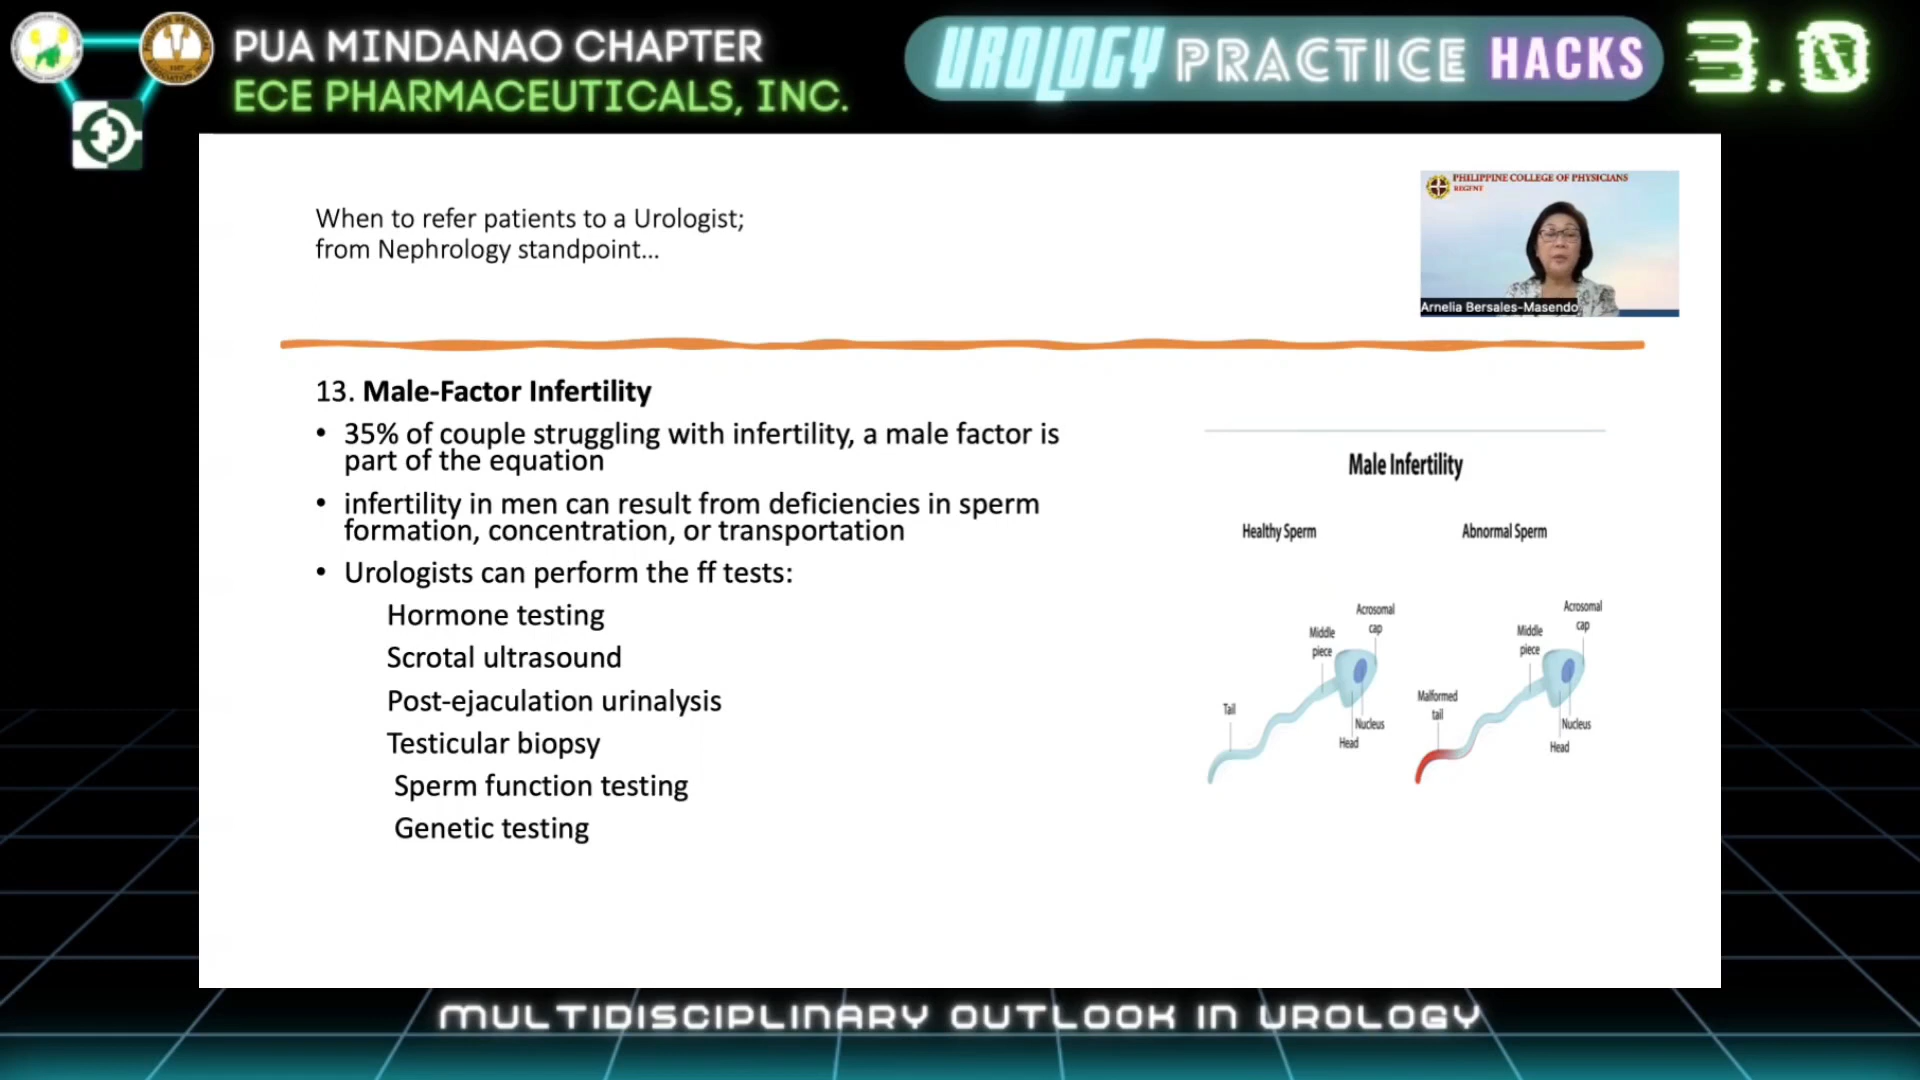 PUA MINDANAO CHAPTER
ECE PHARMACEUTICALS, INC.
UROLOGY PRACTICE HACKS 3.0
PHILIPPINE COLLEGE OF PHYSICIANS
REGENT
Arnelia Bersales-Masendo
When to refer patients to a Urologist;
from Nephrology standpoint...
13. Male-Factor Infertility
• 35% of couple struggling with infertility, a male factor is
part of the equation
• infertility in men can result from deficiencies in sperm
formation, concentration, or transportation
• Urologists can perform the ff tests:
Hormone testing
Scrotal ultrasound
Post-ejaculation urinalysis
Testicular biopsy
Sperm function testing
Genetic testing
Male Infertility
Healthy Sperm
Acrosomal
cap
Middle
piece
Tail
Nucleus
Head
Abnormal Sperm
Acrosomal
cap
Middle
piece
Malformed
tail
Nucleus
Head
MULTIDISCIPLINARY OUTLOOK IN UROLOGY